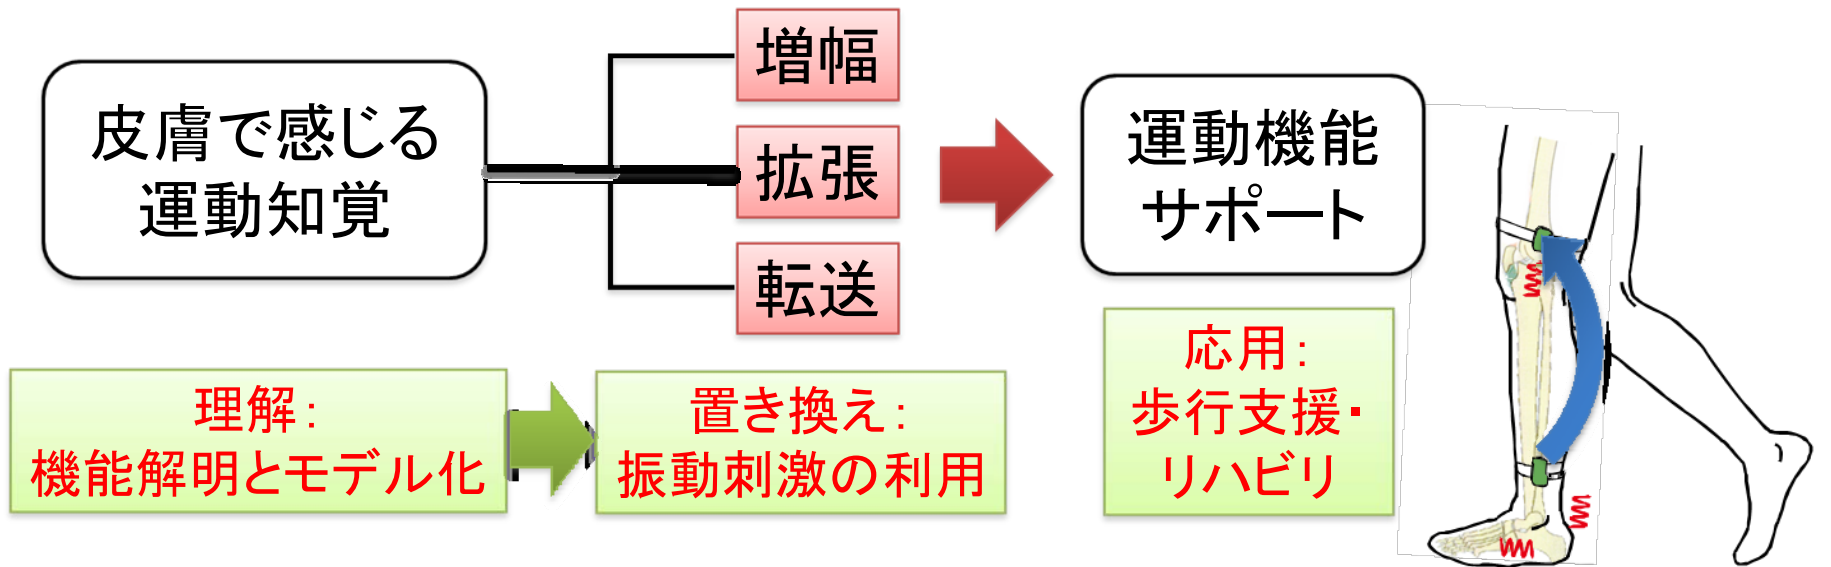 皮膚で感じる
運動知覚
増幅
拡張
転送
運動機能
サポート
理解：
機能解明とモデル化
置き換え：
振動刺激の利用
応用：
歩行支援・
リハビリ